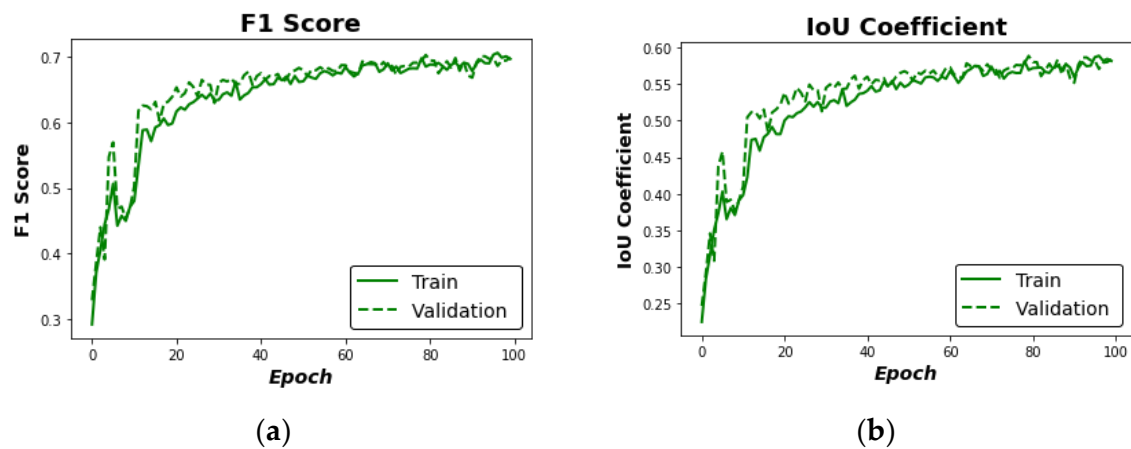 F1 Score
F1 Score
0.7
0.6
0.5
0.4
0.3
Train
Validation
0 20 40 60 80 100
Epoch
(a)
IoU Coefficient
IoU Coefficient
0.60
0.55
0.50
0.45
0.40
0.35
0.30
0.25
Train
Validation
0 20 40 60 80 100
Epoch
(b)